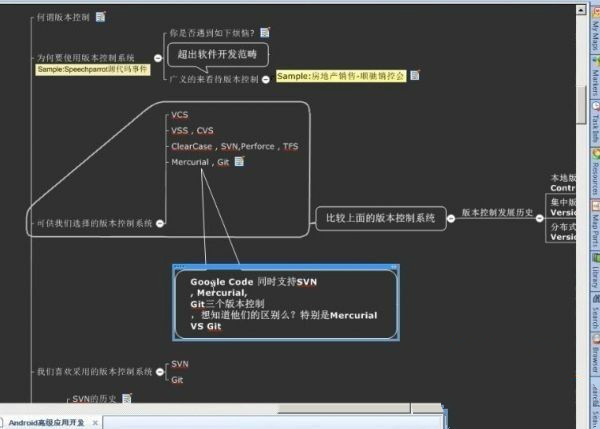 何谓版本控制
你是否遇到如下烦恼?
为何要使用版本控制系统
超出软件开发范畴
Sample:Speechparrot源代码事件
广义的来看待版本控制
Sample:房地产销售-顺驰销控会
VCS
VSS , CVS
ClearCase , SVN,Perforce , TFS
Mercurial , Git
可供我们选择的版本控制系统
比较上面的版本控制系统
版本控制发展历史
本地版
Contr
集中版
Versio
分布式
Versio
Google Code 同时支持SVN
, Mercurial,
Git三个版本控制
，想知道他们的区别么？特别是Mercurial
VS Git
我们喜欢采用的版本控制系统
SVN
Git
SVN的历史
Android高级应用开发
My Maps
Markers
Task Info
Resources
Map Parts
Library
Search
Browser